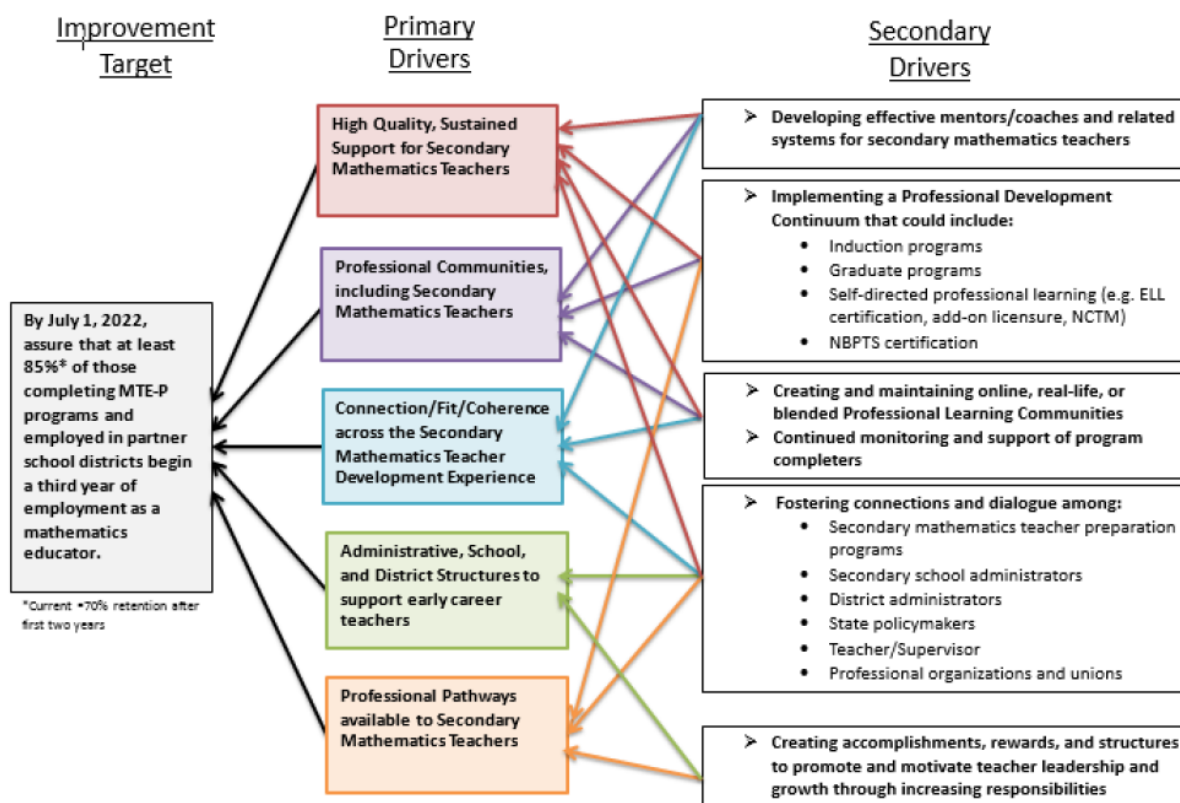 Improvement
Target
Primary
Drivers
Secondary
Drivers
By July 1, 2022,
assure that at least
85%* of those
completing MTE-P
programs and
employed in partner
school districts begin
a third year of
employment as a
mathematics
educator.
*Current •70% retention after
first two years
High Quality, Sustained
Support for Secondary
Mathematics Teachers
Professional Communities,
including Secondary
Mathematics Teachers
Connection/Fit/Coherence
across the Secondary
Mathematics Teacher
Development Experience
Administrative, School,
and District Structures to
support early career
teachers
Professional Pathways
available to Secondary
Mathematics Teachers
➢ Developing effective mentors/coaches and related
systems for secondary mathematics teachers
➢ Implementing a Professional Development
Continuum that could include:
• Induction programs
• Graduate programs
• Self-directed professional learning (e.g. ELL
certification, add-on licensure, NCTM)
• NBPTS certification
➢ Creating and maintaining online, real-life, or
blended Professional Learning Communities
➢ Continued monitoring and support of program
completers
➢ Fostering connections and dialogue among:
• Secondary mathematics teacher preparation
programs
• Secondary school administrators
• District administrators
• State policymakers
• Teacher/Supervisor
• Professional organizations and unions
➢ Creating accomplishments, rewards, and structures
to promote and motivate teacher leadership and
growth through increasing responsibilities